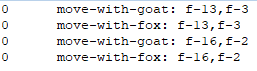 0 move-with-goat: f-13,f-3
0 move-with-fox: f-13,f-3
0 move-with-goat: f-16,f-2
0 move-with-fox: f-16,f-2